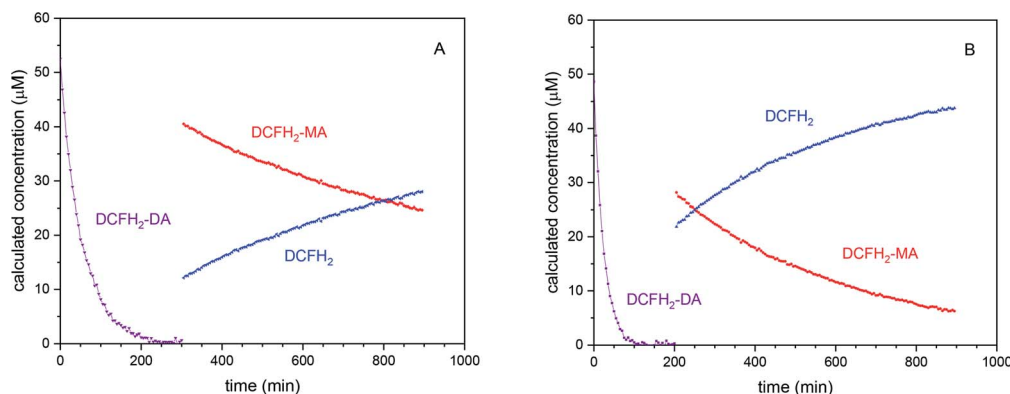 60
A
50
calculated concentration (μM)
40
DCFH2-MA
30
DCFH2-DA
20
DCFH2
10
0
0 200 400 600 800 1000
time (min)
60
B
50
calculated concentration (μM)
DCFH2
40
30
20
DCFH2-MA
DCFH2-DA
10
0
0 200 400 600 800 1000
time (min)